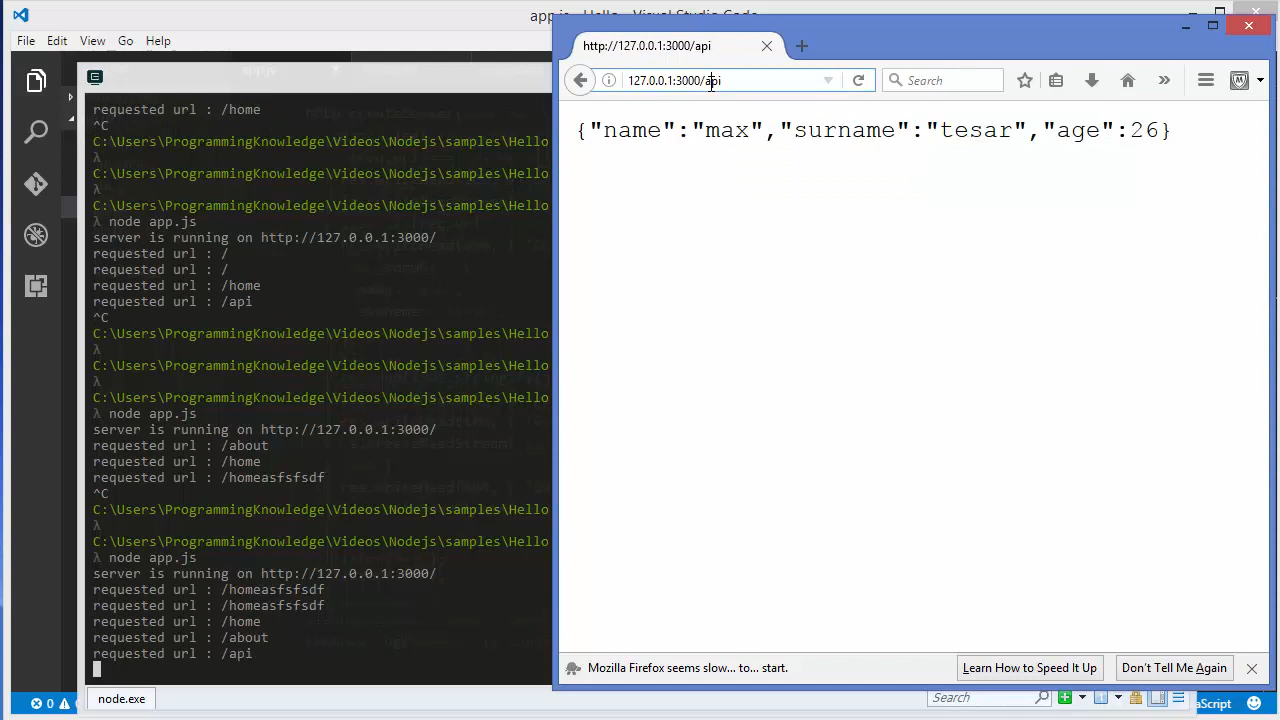 app.js - Hello - Visual Studio Code
File Edit View Go Help
requested url : /home
^C
C:\Users\ProgrammingKnowledge\Videos\Nodejs\samples\Hello
λ
C:\Users\ProgrammingKnowledge\Videos\Nodejs\samples\Hello
λ
C:\Users\ProgrammingKnowledge\Videos\Nodejs\samples\Hello
λ node app.js
server is running on http://127.0.0.1:3000/
requested url : /
requested url : /
requested url : /home
requested url : /api
^C
C:\Users\ProgrammingKnowledge\Videos\Nodejs\samples\Hello
λ
C:\Users\ProgrammingKnowledge\Videos\Nodejs\samples\Hello
λ
C:\Users\ProgrammingKnowledge\Videos\Nodejs\samples\Hello
λ node app.js
server is running on http://127.0.0.1:3000/
requested url : /about
requested url : /home
requested url : /homeasfsfsdf
^C
C:\Users\ProgrammingKnowledge\Videos\Nodejs\samples\Hello
λ
C:\Users\ProgrammingKnowledge\Videos\Nodejs\samples\Hello
λ node app.js
server is running on http://127.0.0.1:3000/
requested url : /homeasfsfsdf
requested url : /homeasfsfsdf
requested url : /home
requested url : /about
requested url : /api
node.exe
Search
0
http://127.0.0.1:3000/api
127.0.0.1:3000/api
Search
{"name":"max","surname":"tesar","age":26}
Mozilla Firefox seems slow... to... start.
Learn How to Speed It Up
Don't Tell Me Again